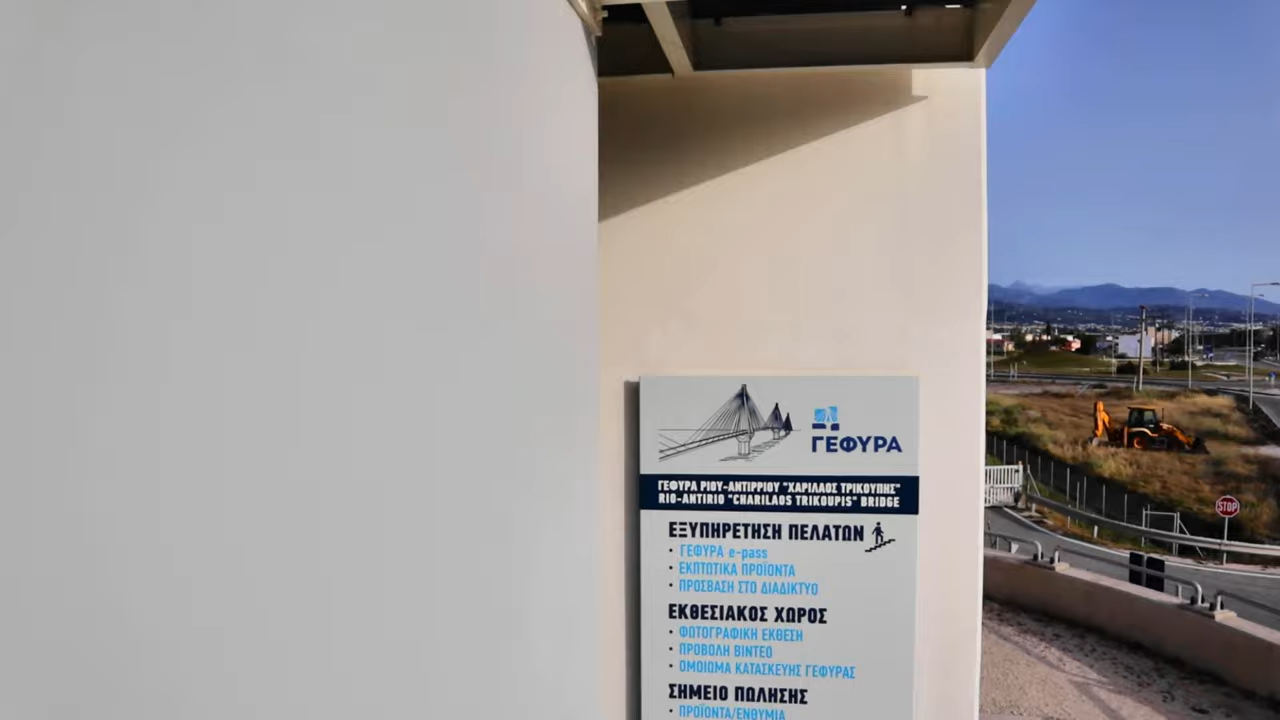 ΓΕΦΥΡΑ
ΓΕΦΥΡΑ ΡΙΟΥ-ΑΝΤΙΡΡΙΟΥ "ΧΑΡΙΛΑΟΣ ΤΡΙΚΟΥΠΗΣ"
RIO-ANTIRIO "CHARILAOS TRIKOUPIS" BRIDGE
ΕΞΥΠΗΡΕΤΗΣΗ ΠΕΛΑΤΩΝ
• ΓΕΦΥΡΑ e-pass
• ΕΚΠΤΩΤΙΚΑ ΠΡΟΪΟΝΤΑ
• ΠΡΟΣΒΑΣΗ ΣΤΟ ΔΙΑΔΙΚΤΥΟ
ΕΚΘΕΣΙΑΚΟΣ ΧΩΡΟΣ
• ΦΩΤΟΓΡΑΦΙΚΗ ΕΚΘΕΣΗ
• ΠΡΟΒΟΛΗ ΒΙΝΤΕΟ
• ΟΜΟΙΩΜΑ ΚΑΤΑΣΚΕΥΗΣ ΓΕΦΥΡΑΣ
ΣΗΜΕΙΟ ΠΩΛΗΣΗΣ
• ΠΡΟΪΟΝΤΑ/ΕΝΘΥΜΙΑ
STOP